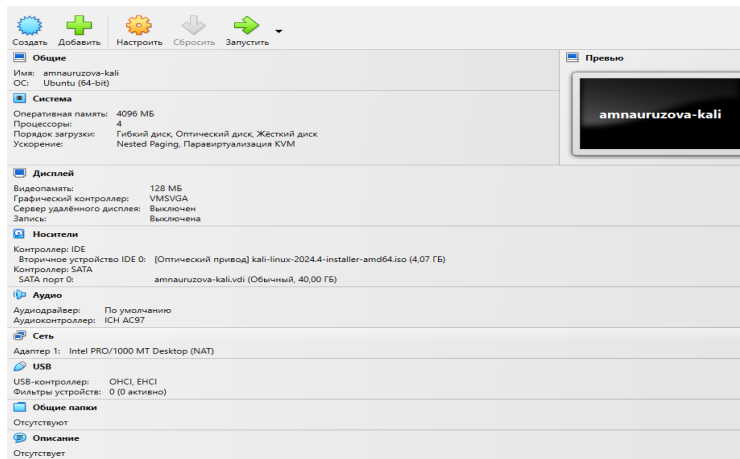 Создать Добавить Настроить Сбросить Запустить
Общие
Имя: amnauruzova-kali
ОС: Ubuntu (64-bit)
Система
Оперативная память: 4096 МБ
Процессоры: 4
Порядок загрузки: Гибкий диск, Оптический диск, Жёсткий диск
Ускорение: Nested Paging, Паравиртуализация KVM
Превью
amnauruzova-kali
Дисплей
Видеопамять: 128 МБ
Графический контроллер: VMSVGA
Сервер удалённого дисплея: Выключен
Запись: Выключена
Носители
Контроллер: IDE
Вторичное устройство IDE 0: [Оптический привод] kali-linux-2024.4-installer-amd64.iso (4,07 ГБ)
Контроллер: SATA
SATA порт 0: amnauruzova-kali.vdi (Обычный, 40,00 ГБ)
Аудио
Аудиодрайвер: По умолчанию
Аудиоконтроллер: ICH AC97
Сеть
Адаптер 1: Intel PRO/1000 MT Desktop (NAT)
USB
USB-контроллер: OHCI, EHCI
Фильтры устройств: 0 (0 активно)
Общие папки
Отсутствуют
Описание
Отсутствует